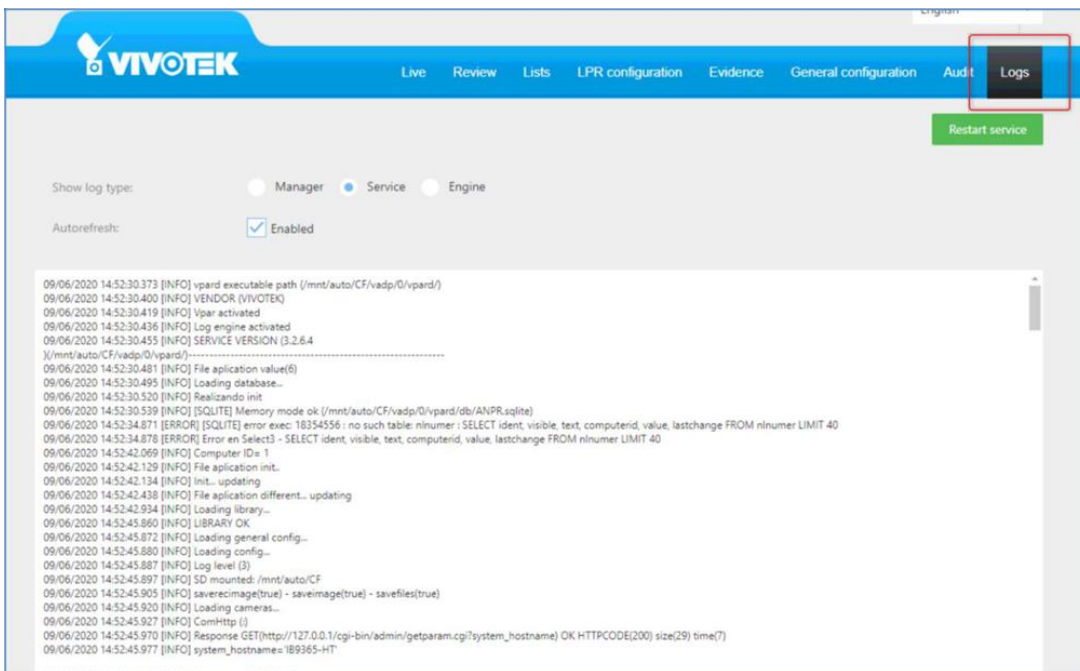 English
VIVOTEK
Live Review Lists LPR configuration Evidence General configuration Audit Logs
Restart service
Show log type: Manager Service Engine
Autorefresh: Enabled
09/06/2020 14:52:30.373 [INFO] vpard executable path (/mnt/auto/CF/vadp/0/vpard/)
09/06/2020 14:52:30.400 [INFO] VENDOR (VIVOTEK)
09/06/2020 14:52:30.419 [INFO] Vpar activated
09/06/2020 14:52:30.436 [INFO] Log engine activated
09/06/2020 14:52:30.455 [INFO] SERVICE VERSION (3.2.6.4
)(/mnt/auto/CF/vadp/0/vpard/)--------------------------------------------------------------
09/06/2020 14:52:30.481 [INFO] File aplication value(6)
09/06/2020 14:52:30.495 [INFO] Loading database...
09/06/2020 14:52:30.520 [INFO] Realizando init
09/06/2020 14:52:30.539 [INFO] [SQLITE] Memory mode ok (/mnt/auto/CF/vadp/0/vpard/db/ANPR.sqlite)
09/06/2020 14:52:34.871 [ERROR] [SQLITE] error exec: 18354556 : no such table: nlnumer : SELECT ident, visible, text, computerid, value, lastchange FROM nlnumer LIMIT 40
09/06/2020 14:52:34.878 [ERROR] Error en Select3 - SELECT ident, visible, text, computerid, value, lastchange FROM nlnumer LIMIT 40
09/06/2020 14:52:42.069 [INFO] Computer ID= 1
09/06/2020 14:52:42.129 [INFO] File aplication init..
09/06/2020 14:52:42.134 [INFO] Init... updating
09/06/2020 14:52:42.438 [INFO] File aplication different... updating
09/06/2020 14:52:42.934 [INFO] Loading library...
09/06/2020 14:52:45.860 [INFO] LIBRARY OK
09/06/2020 14:52:45.872 [INFO] Loading general config...
09/06/2020 14:52:45.880 [INFO] Loading config...
09/06/2020 14:52:45.887 [INFO] Log level (3)
09/06/2020 14:52:45.897 [INFO] SD mounted: /mnt/auto/CF
09/06/2020 14:52:45.905 [INFO] saverecimage(true) - saveimage(true) - savefiles(true)
09/06/2020 14:52:45.920 [INFO] Loading cameras...
09/06/2020 14:52:45.927 [INFO] ComHttp (:)
09/06/2020 14:52:45.970 [INFO] Response GET(http://127.0.0.1/cgi-bin/admin/getparam.cgi?system_hostname) OK HTTPCODE(200) size(29) time(7)
09/06/2020 14:52:45.977 [INFO] system_hostname='IB9365-HT'